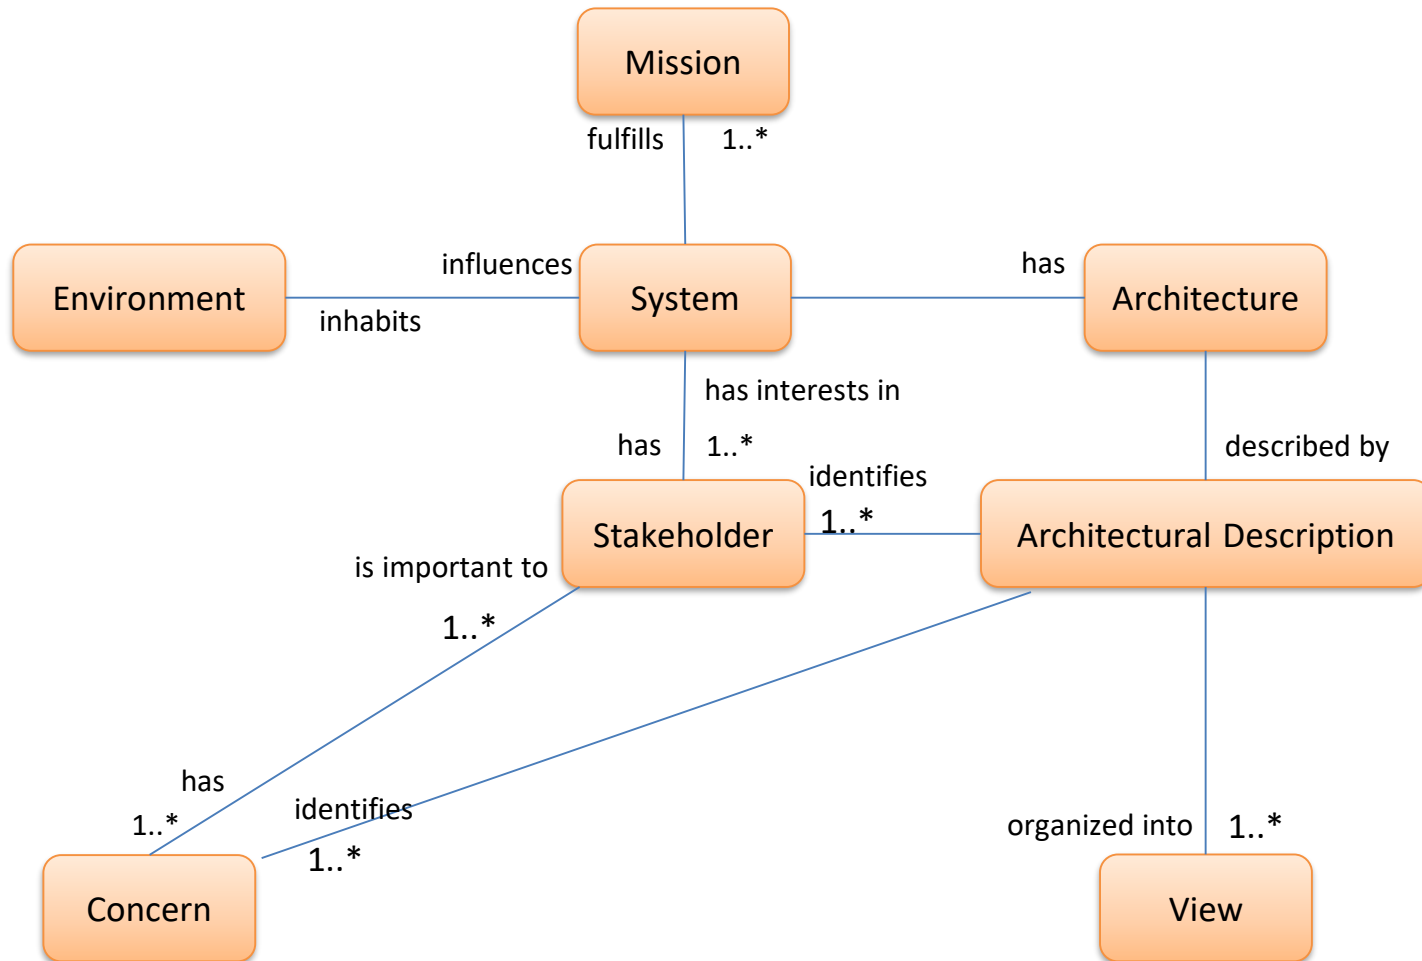 Mission
fulfills
1..*
influences
has
Environment
System
Architecture
inhabits
has interests in
has
1..*
described by
identifies
1..*
Stakeholder
Architectural Description
is important to
1..*
has
1..*
identifies
1..*
organized into
1..*
Concern
View